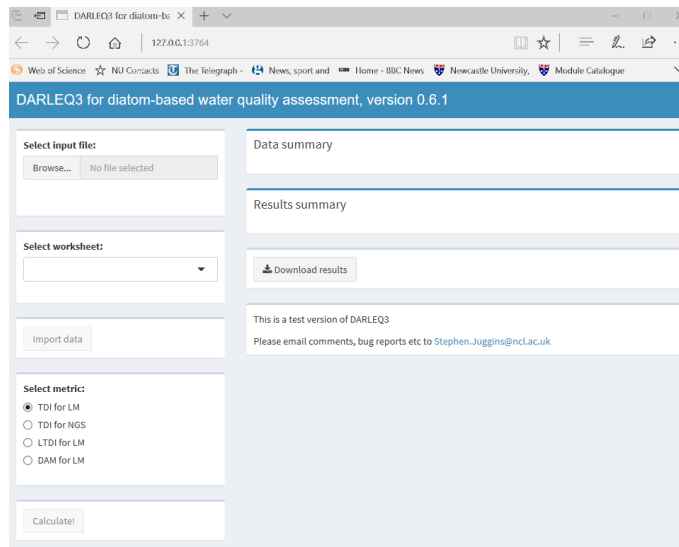 DARLEQ3 for diatom-ba
127.0.0.1:3764
Web of Science NU Contacts The Telegraph - News, sport and Home - BBC News Newcastle University, Module Catalogue
DARLEQ3 for diatom-based water quality assessment, version 0.6.1
Select input file:
Browse... No file selected
Select worksheet:
Import data
Select metric:
TDI for LM
TDI for NGS
LTDI for LM
DAM for LM
Calculate!
Data summary
Results summary
Download results
This is a test version of DARLEQ3
Please email comments, bug reports etc to Stephen.Juggins@ncl.ac.uk